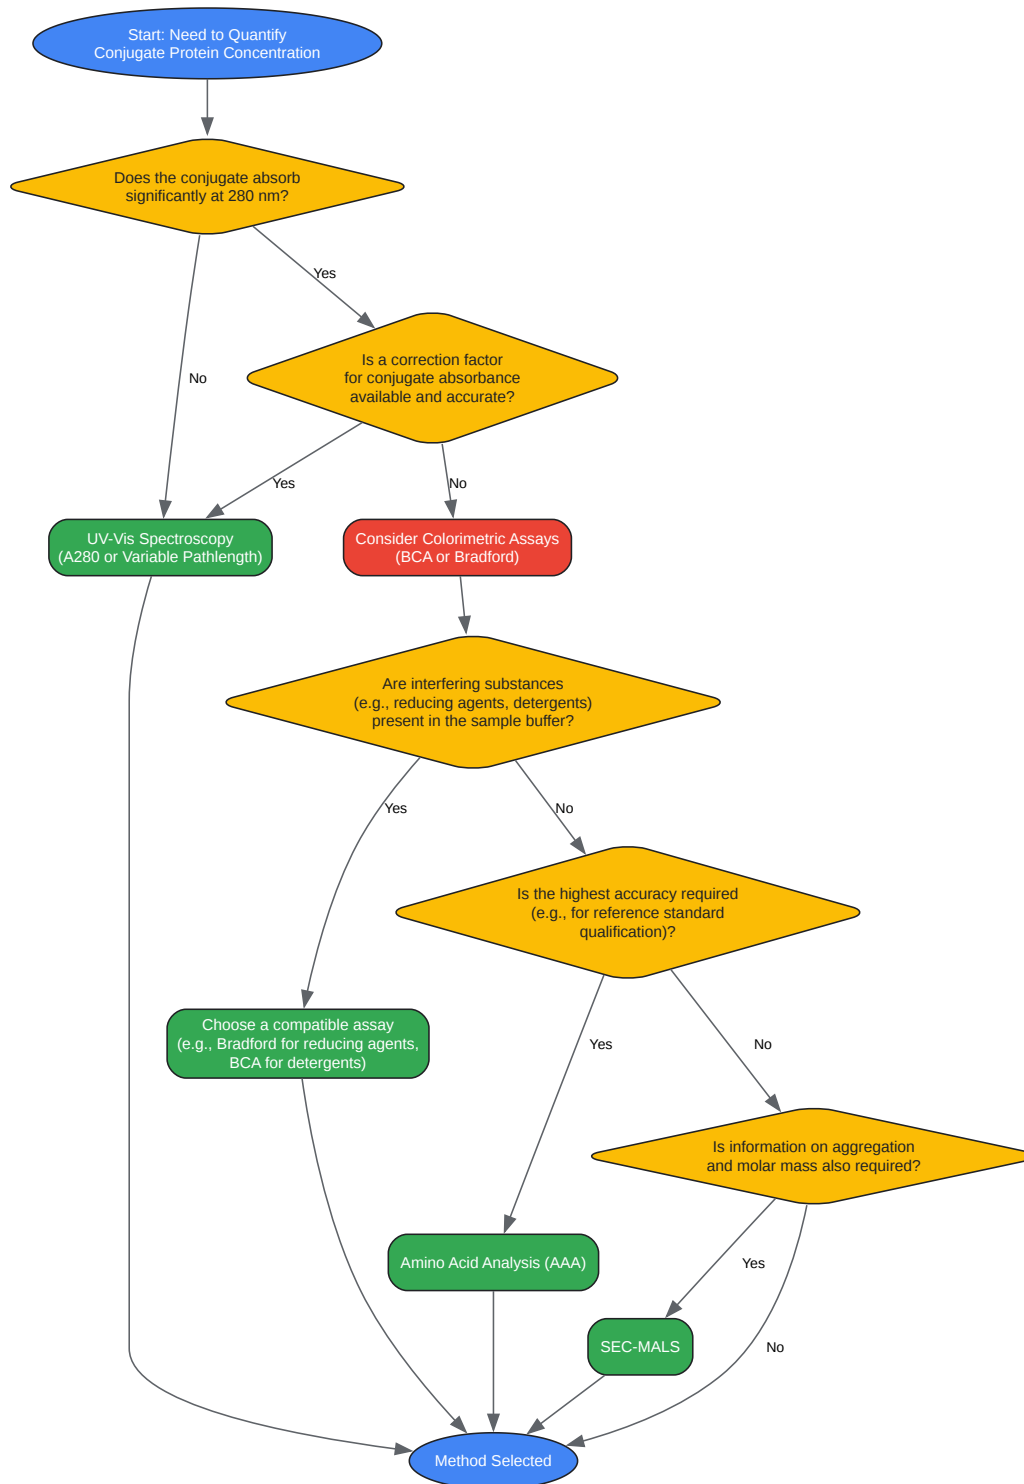 Start: Need to Quantify
Conjugate Protein Concentration
Does the conjugate absorb
significantly at 280 nm?
Yes
No
Is a correction factor
for conjugate absorbance
available and accurate?
Yes
No
UV-Vis Spectroscopy
(A280 or Variable Pathlength)
Consider Colorimetric Assays
(BCA or Bradford)
Are interfering substances
(e.g., reducing agents, detergents)
present in the sample buffer?
Yes
No
Is the highest accuracy required
(e.g., for reference standard
qualification)?
Choose a compatible assay
(e.g., Bradford for reducing agents,
BCA for detergents)
Yes
No
Is information on aggregation
and molar mass also required?
Amino Acid Analysis (AAA)
Yes
SEC-MALS
No
Method Selected